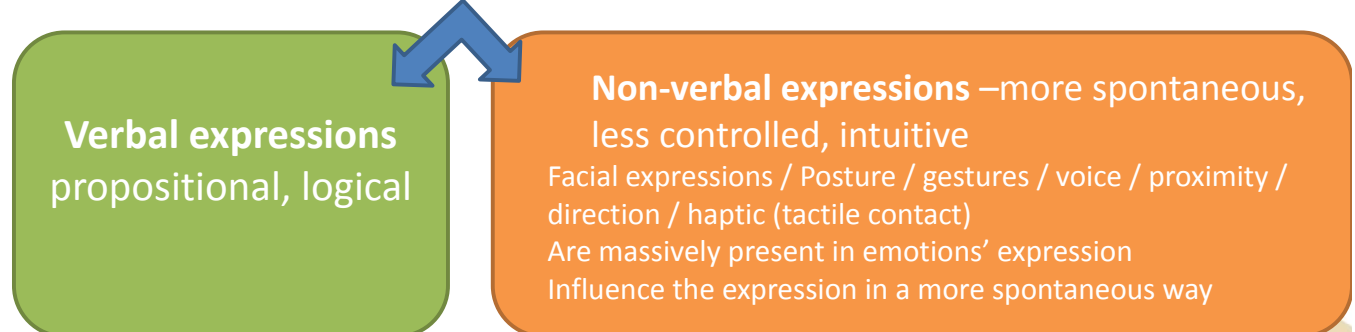 Verbal expressions
propositional, logical
Non-verbal expressions –more spontaneous,
less controlled, intuitive
Facial expressions / Posture / gestures / voice / proximity /
direction / haptic (tactile contact)
Are massively present in emotions’ expression
Influence the expression in a more spontaneous way